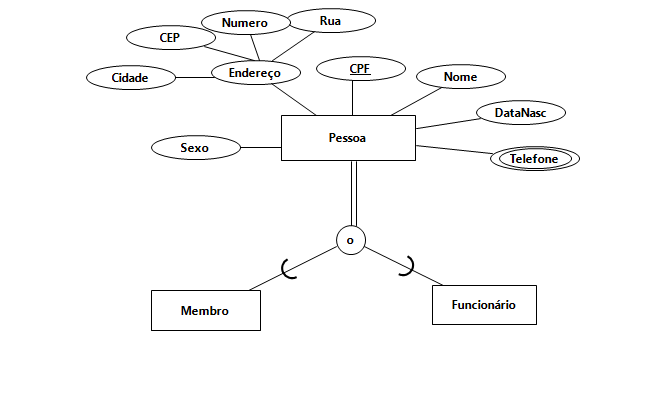 Numero
Rua
CEP
Endereço
CPF
Cidade
Nome
DataNasc
Pessoa
Sexo
Telefone
o
Membro
Funcionário